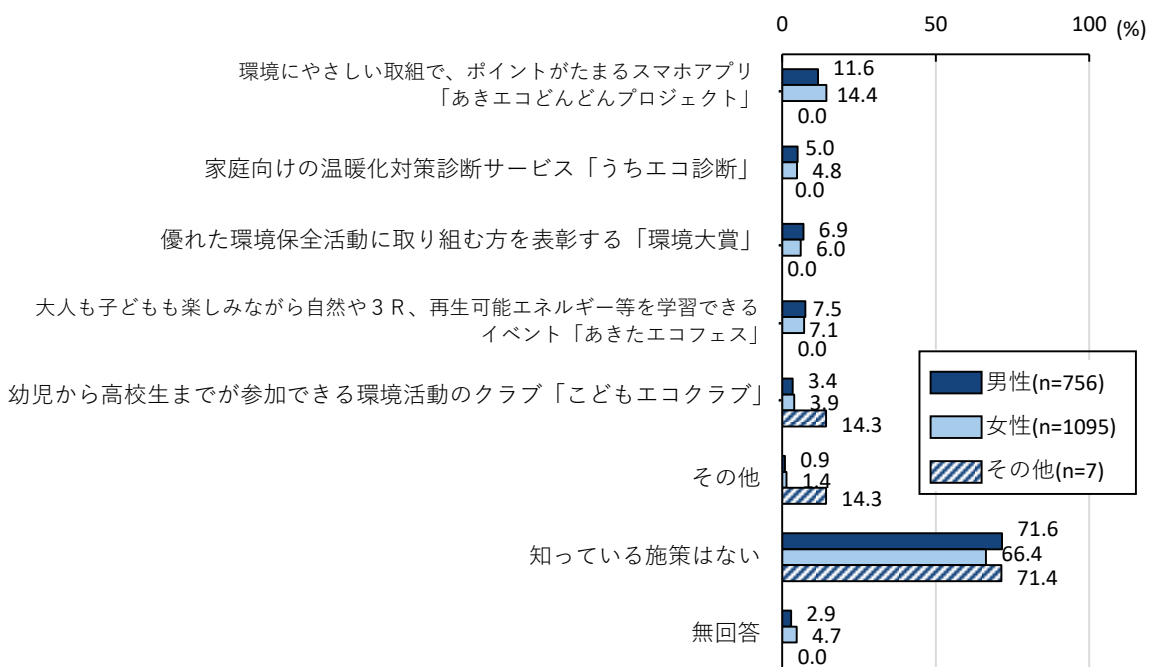 0 50 100 (%)
環境にやさしい取組で、ポイントがたまるスマホアプリ
「あきエコどんどんプロジェクト」
11.6
14.4
0.0
家庭向けの温暖化対策診断サービス「うちエコ診断」
5.0
4.8
0.0
優れた環境保全活動に取り組む方を表彰する「環境大賞」
6.9
6.0
0.0
大人も子どもも楽しみながら自然や３Ｒ、再生可能エネルギー等を学習できる
イベント「あきたエコフェス」
7.5
7.1
0.0
幼児から高校生までが参加できる環境活動のクラブ「こどもエコクラブ」
3.4
3.9
14.3
その他
0.9
1.4
14.3
知っている施策はない
71.6
66.4
71.4
無回答
2.9
4.7
0.0
男性(n=756)
女性(n=1095)
その他(n=7)